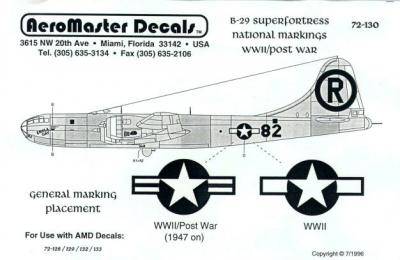 AeroMaster Decals™
3615 NW 20th Ave • Miami, Florida 33142 • USA
Tel. (305) 635-3134 • Fax (305) 635-2106
B-29 SUPERFORTRESS
NATIONAL MARKINGS
WWII/POST WAR
72-130
R
82
GENERAL MARKING
PLACEMENT
WWII/Post War
(1947 on)
WWII
For Use with AMD Decals:
72-128 / 129 / 132 / 133
Copyright © 7/1996